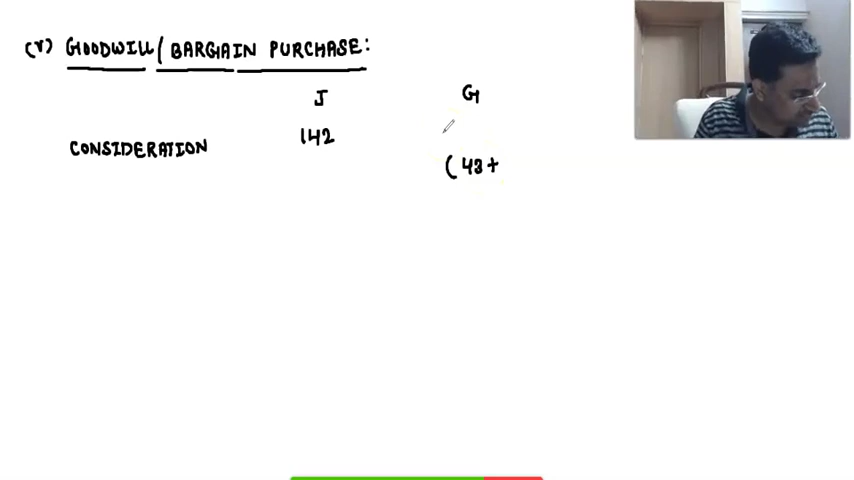 (V) GOODWILL / BARGAIN PURCHASE:
J G
CONSIDERATION 142
(43+